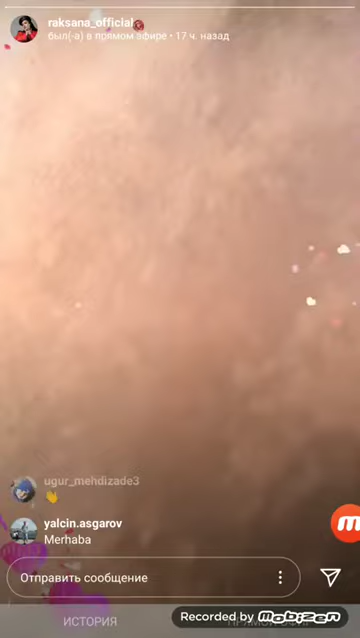 raksana_official
был(-а) в прямом эфире • 17 ч. назад
ugur_mehdizade3
👋
yalcin.asgarov
Merhaba
Отправить сообщение
ИСТОРИЯ
Recorded by mobizen